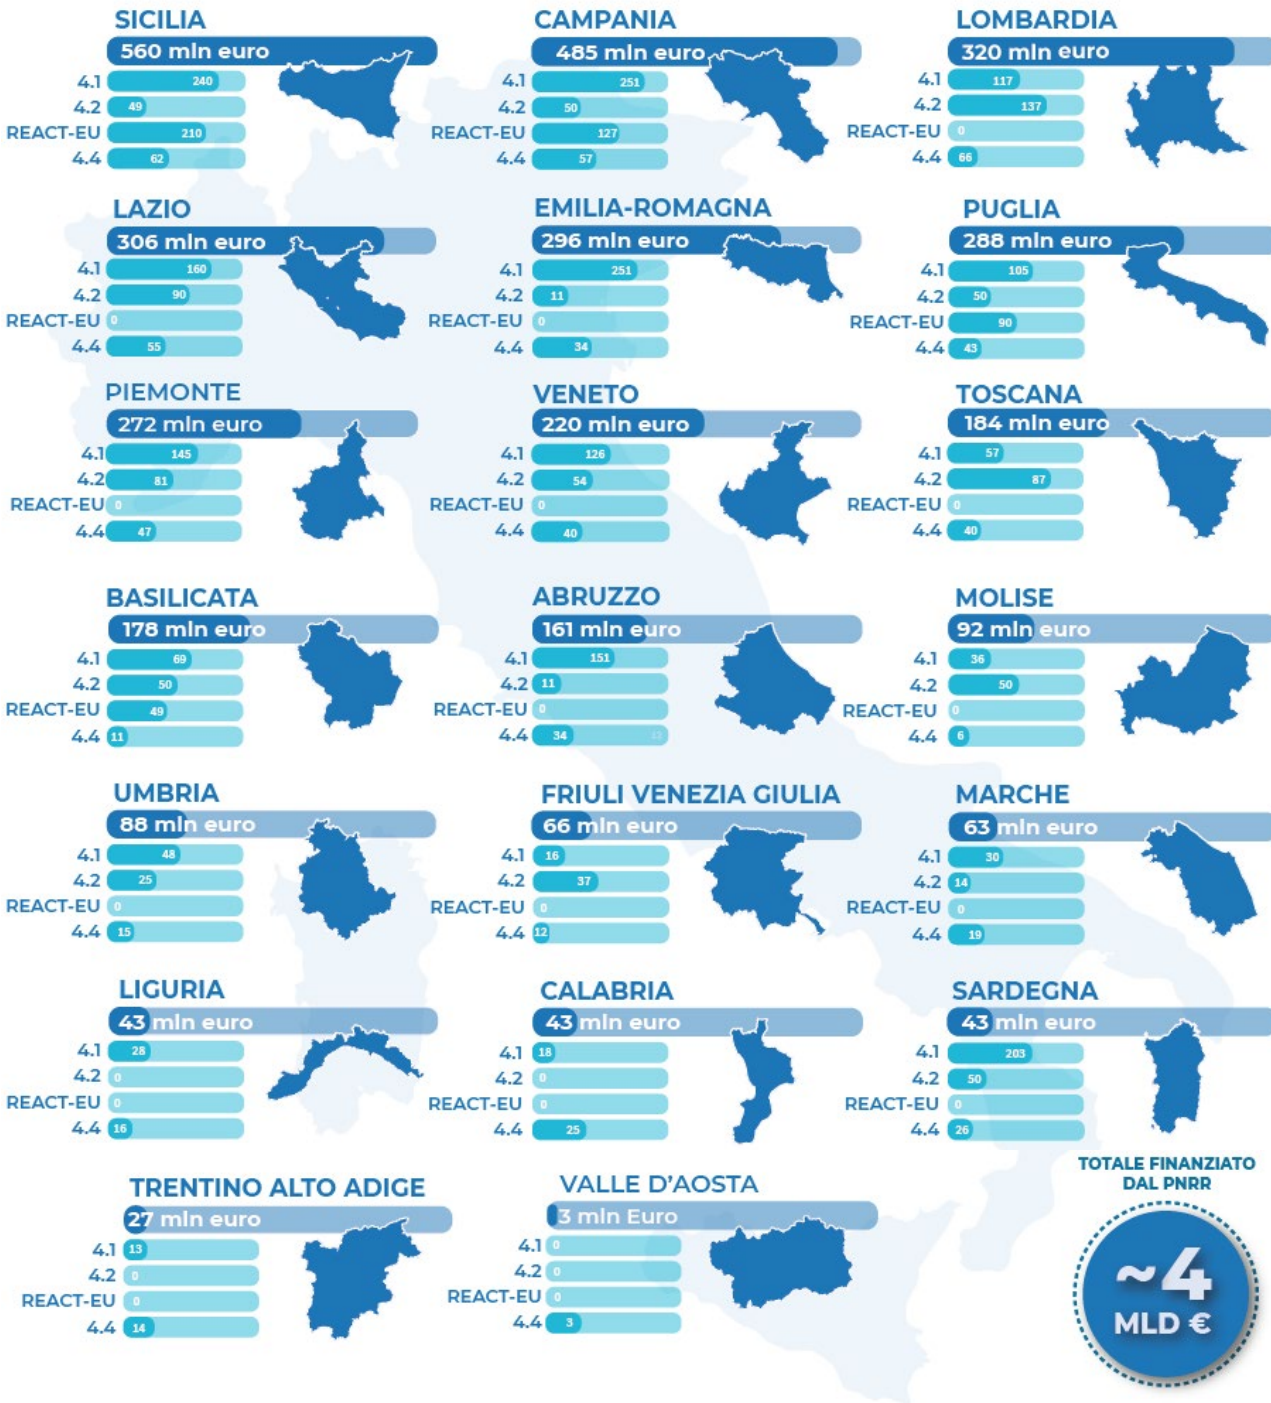 SICILIA
560 mln euro
4.1 240
4.2 49
REACT-EU 210
4.4 62
CAMPANIA
485 mln euro
4.1 251
4.2 50
REACT-EU 127
4.4 57
LOMBARDIA
320 mln euro
4.1 117
4.2 137
REACT-EU 0
4.4 66
LAZIO
306 mln euro
4.1 160
4.2 90
REACT-EU 0
4.4 55
EMILIA-ROMAGNA
296 mln euro
4.1 251
4.2 11
REACT-EU 0
4.4 34
PUGLIA
288 mln euro
4.1 105
4.2 50
REACT-EU 90
4.4 43
PIEMONTE
272 mln euro
4.1 145
4.2 81
REACT-EU 0
4.4 47
VENETO
220 mln euro
4.1 126
4.2 54
REACT-EU 0
4.4 40
TOSCANA
184 mln euro
4.1 57
4.2 87
REACT-EU 0
4.4 40
BASILICATA
178 mln euro
4.1 69
4.2 50
REACT-EU 49
4.4 11
ABRUZZO
161 mln euro
4.1 151
4.2 11
REACT-EU 0
4.4 34
MOLISE
92 mln euro
4.1 36
4.2 50
REACT-EU 0
4.4 6
UMBRIA
88 mln euro
4.1 48
4.2 25
REACT-EU 0
4.4 15
FRIULI VENEZIA GIULIA
66 mln euro
4.1 16
4.2 37
REACT-EU 0
4.4 12
MARCHE
63 mln euro
4.1 30
4.2 14
REACT-EU 0
4.4 19
LIGURIA
43 mln euro
4.1 28
4.2 0
REACT-EU 0
4.4 16
CALABRIA
43 mln euro
4.1 18
4.2 0
REACT-EU 0
4.4 25
SARDEGNA
43 mln euro
4.1 203
4.2 50
REACT-EU 0
4.4 26
TRENTINO ALTO ADIGE
27 mln euro
4.1 13
4.2 0
REACT-EU 0
4.4 14
VALLE D'AOSTA
3 mln Euro
4.1 0
4.2 0
REACT-EU 0
4.4 3
TOTALE FINANZIATO
DAL PNRR
~4
MLD €